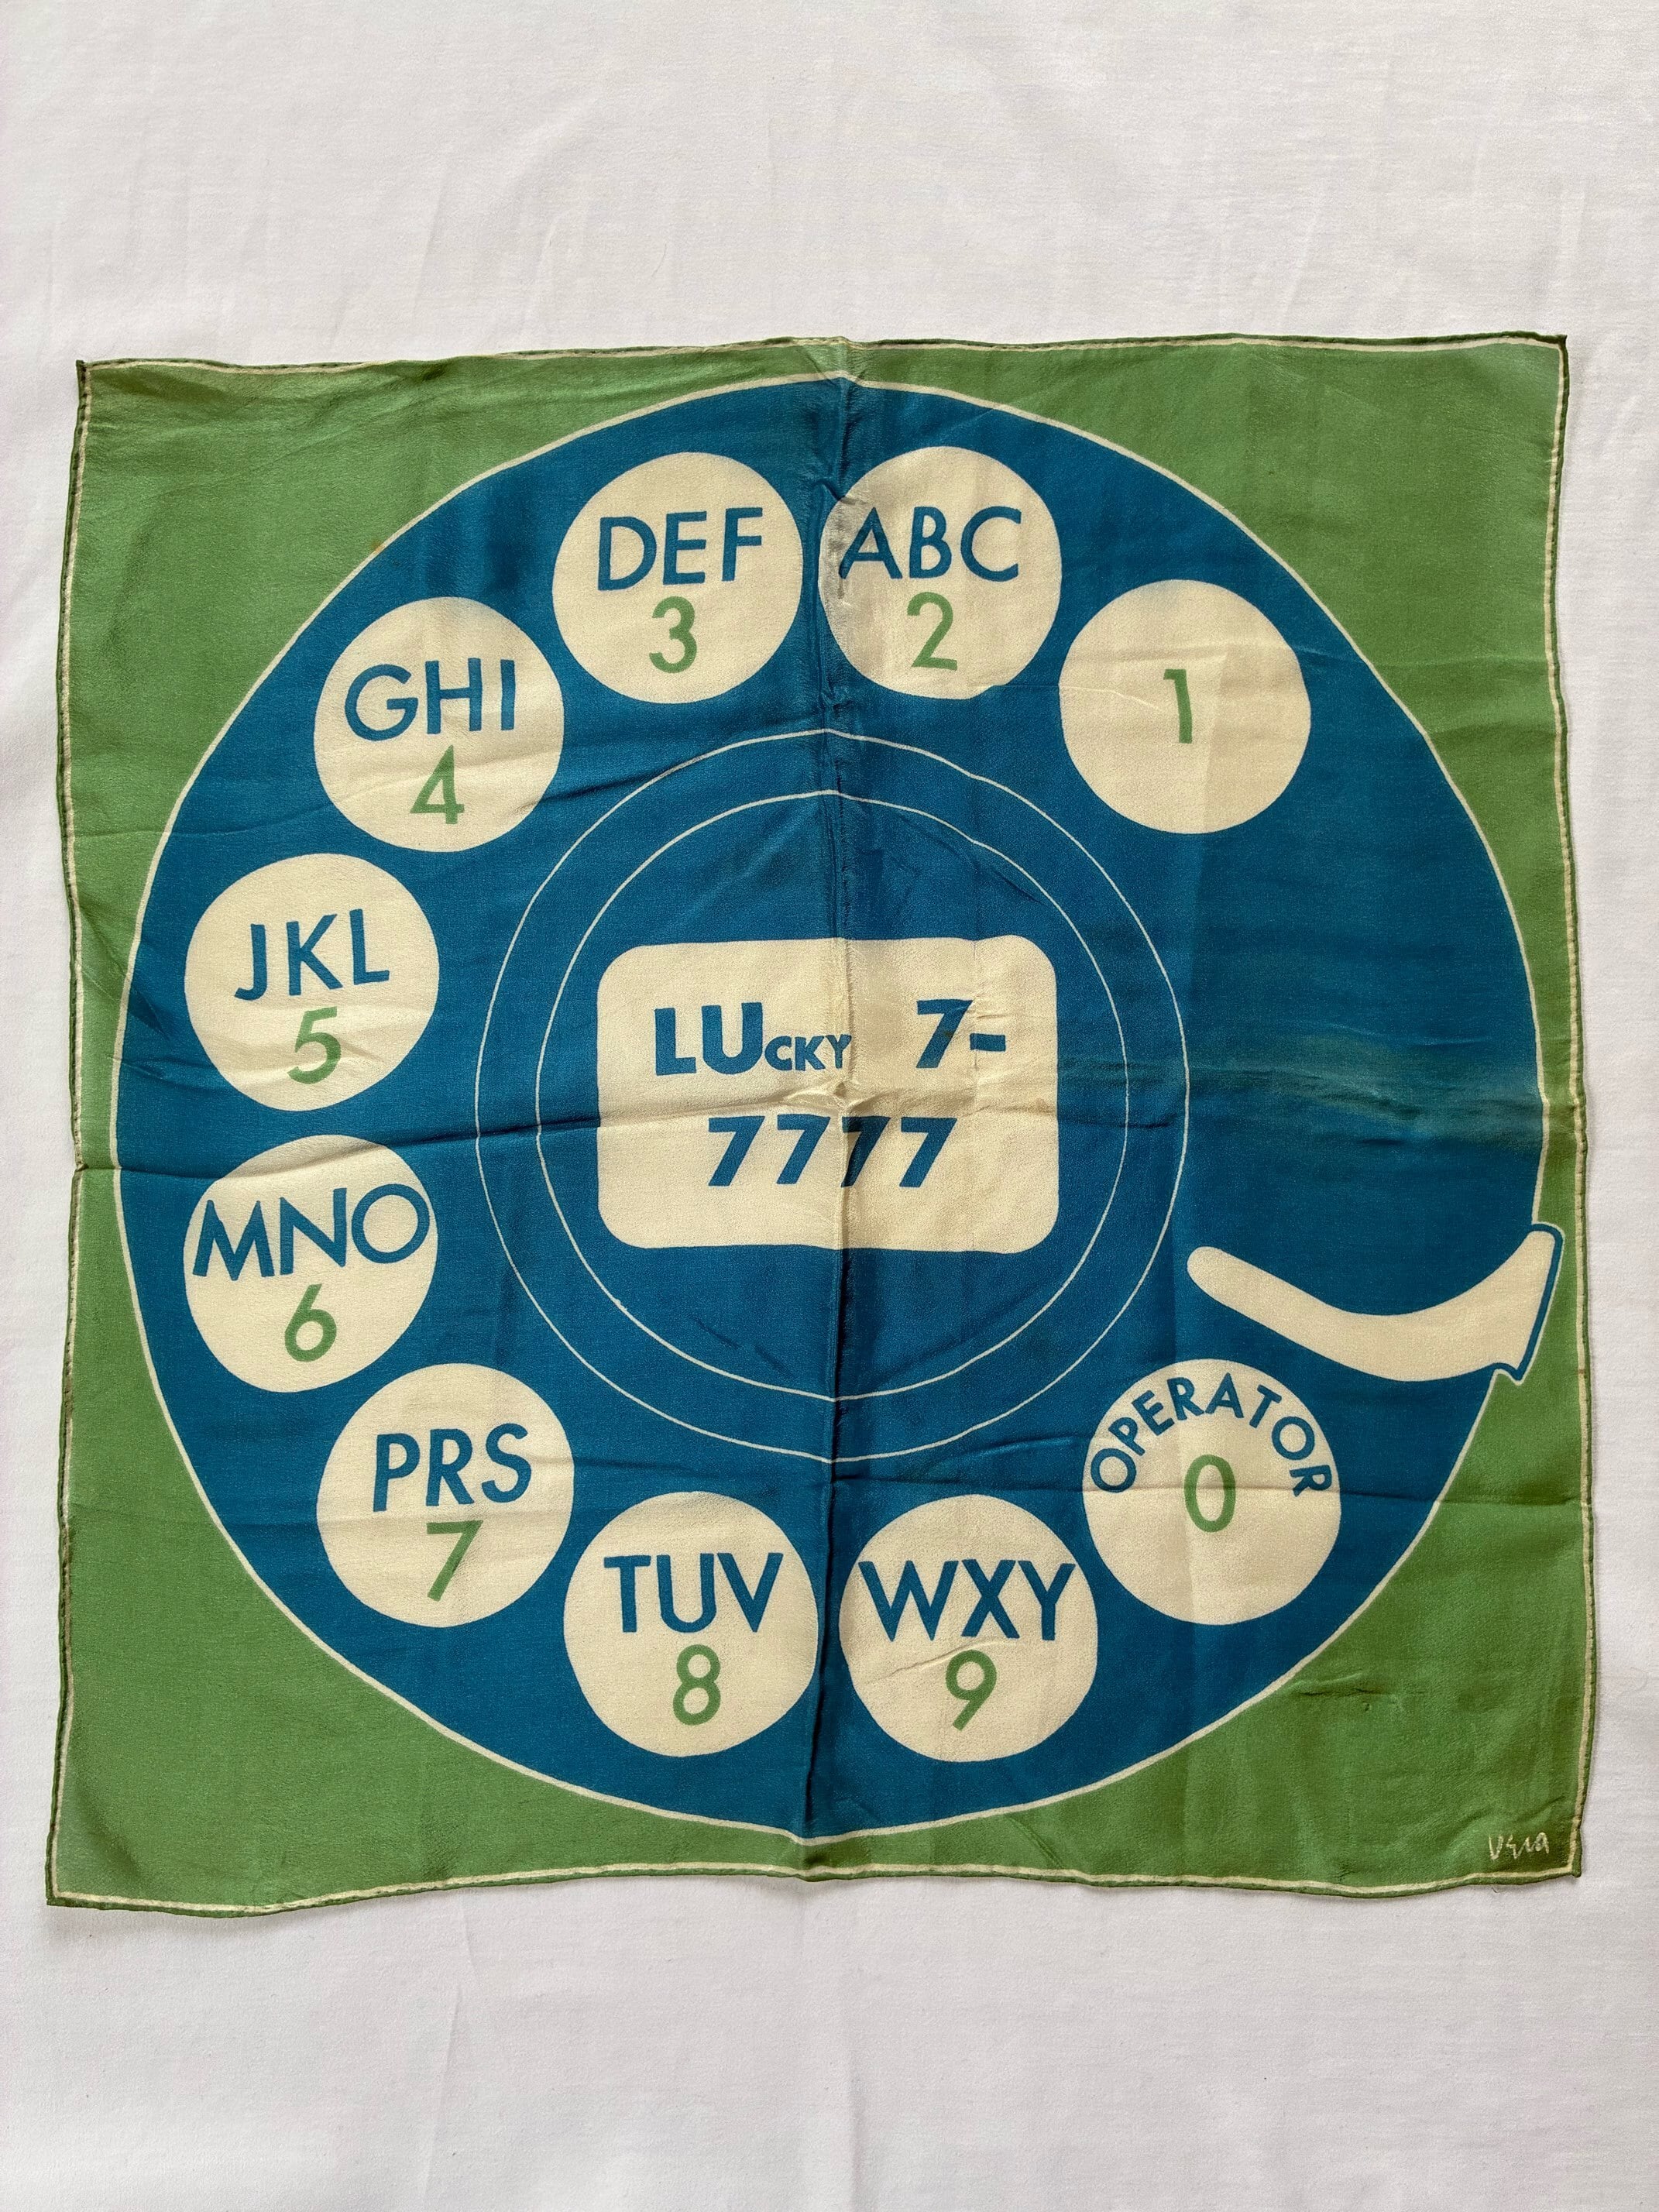 DEF
3
ABC
2
1
GHI
4
JKL
5
LUCKY 7-
7777
MNO
6
PRS
7
TUV
8
WXY
9
OPERATOR
0
Vera